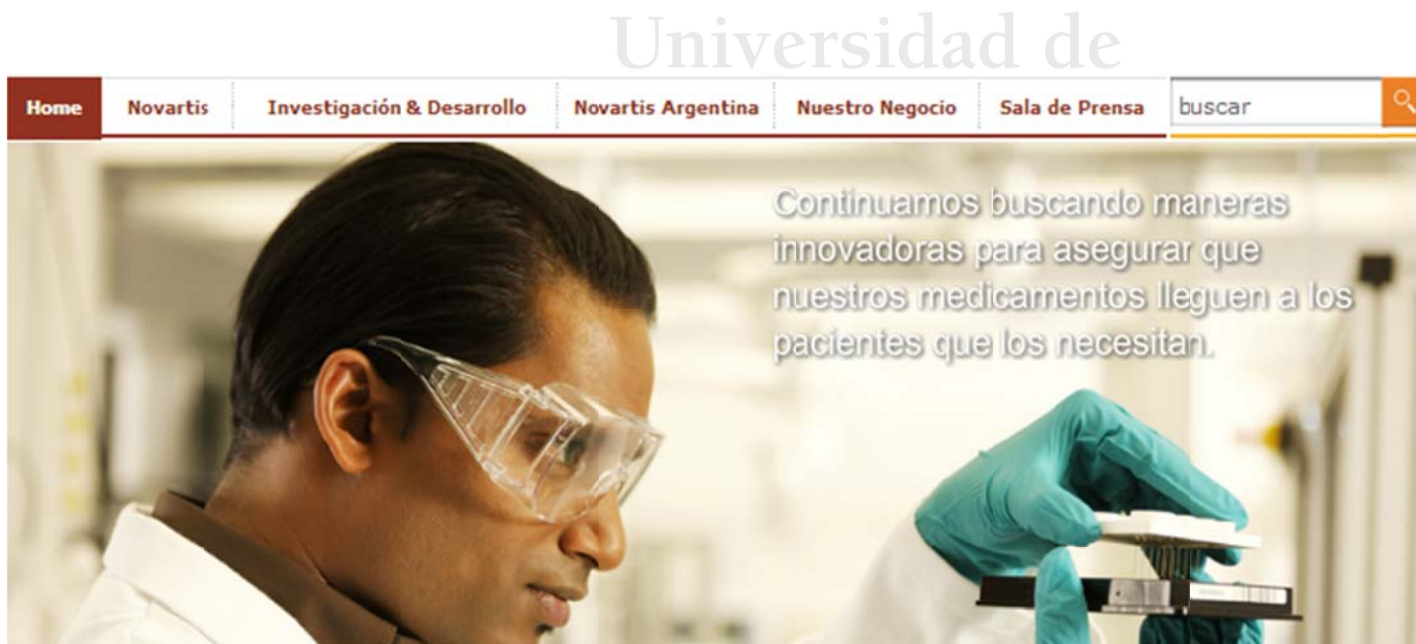 Universidad de
Home Novartis Investigación & Desarrollo Novartis Argentina Nuestro Negocio Sala de Prensa buscar
Continuamos buscando maneras
innovadoras para asegurar que
nuestros medicamentos lleguen a los
pacientes que los necesitan.